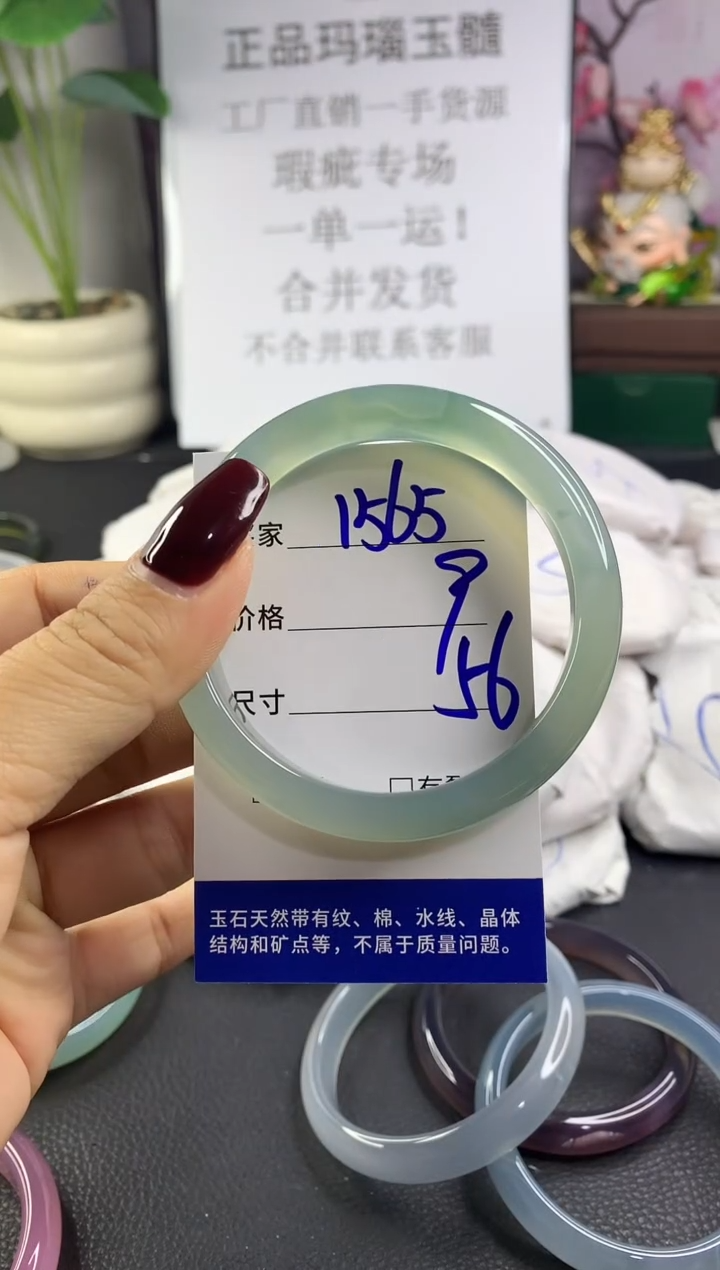 正品玛瑙玉髓
工厂直销一手货源
瑕疵专场
一单一运！
合并发货
不合并联系客服
家 1565
价格
尺寸 56
玉石天然带有纹、棉、水线、晶体
结构和矿点等，不属于质量问题。